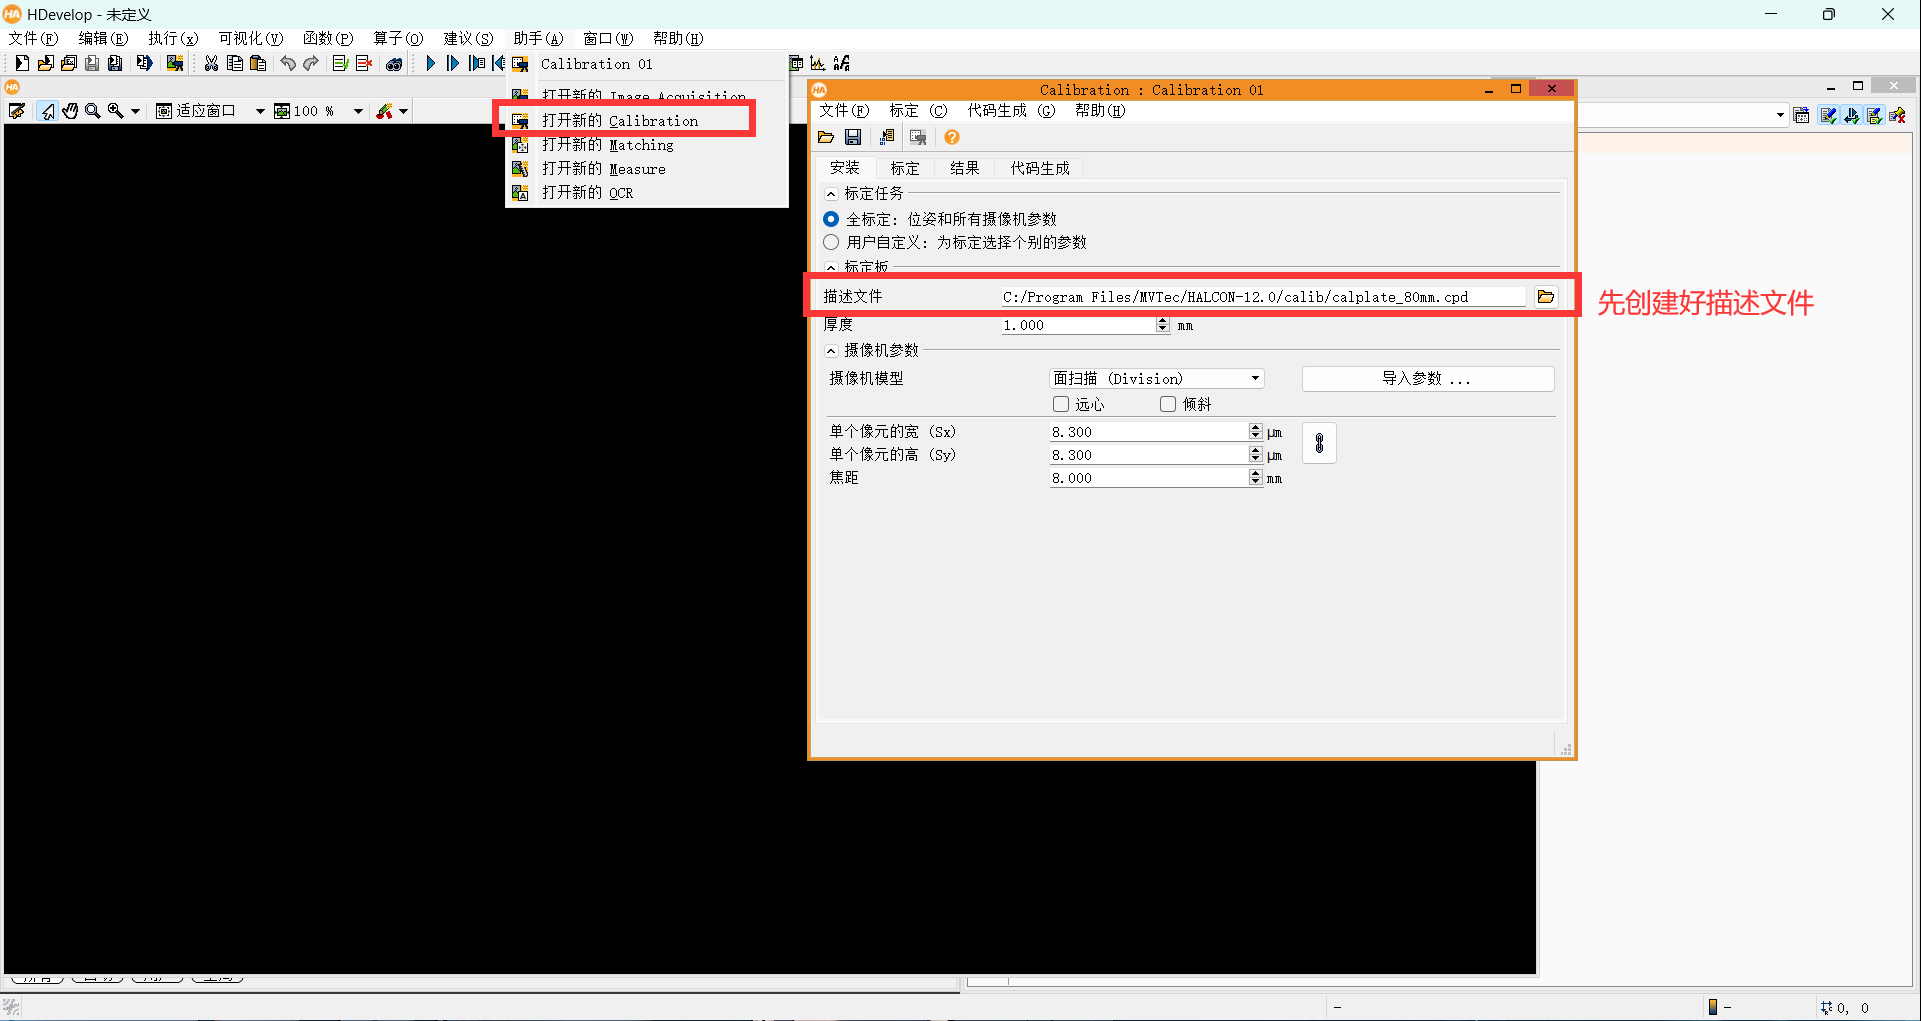 HDevelop - 未定义
文件(F) 编辑(E) 执行(x) 可视化(V) 函数(P) 算子(O) 建议(S) 助手(A) 窗口(W) 帮助(H)
Calibration 01
打开新的 Image Acquisition
打开新的 Calibration
打开新的 Matching
打开新的 Measure
打开新的 OCR
适应窗口 100 %
Calibration : Calibration 01
文件(F) 标定 (C) 代码生成 (G) 帮助(H)
安装 标定 结果 代码生成
标定任务
全标定: 位姿和所有摄像机参数
用户自定义: 为标定选择个别的参数
标定板
描述文件 C:/Program Files/MVTec/HALCON-12.0/calib/calplate_80mm.cpd
先创建好描述文件
厚度 1.000 mm
摄像机参数
摄像机模型 面扫描 (Division) 导入参数 ...
远心 倾斜
单个像元的宽 (Sx) 8.300 μm
单个像元的高 (Sy) 8.300 μm
焦距 8.000 mm
- - 0, 0